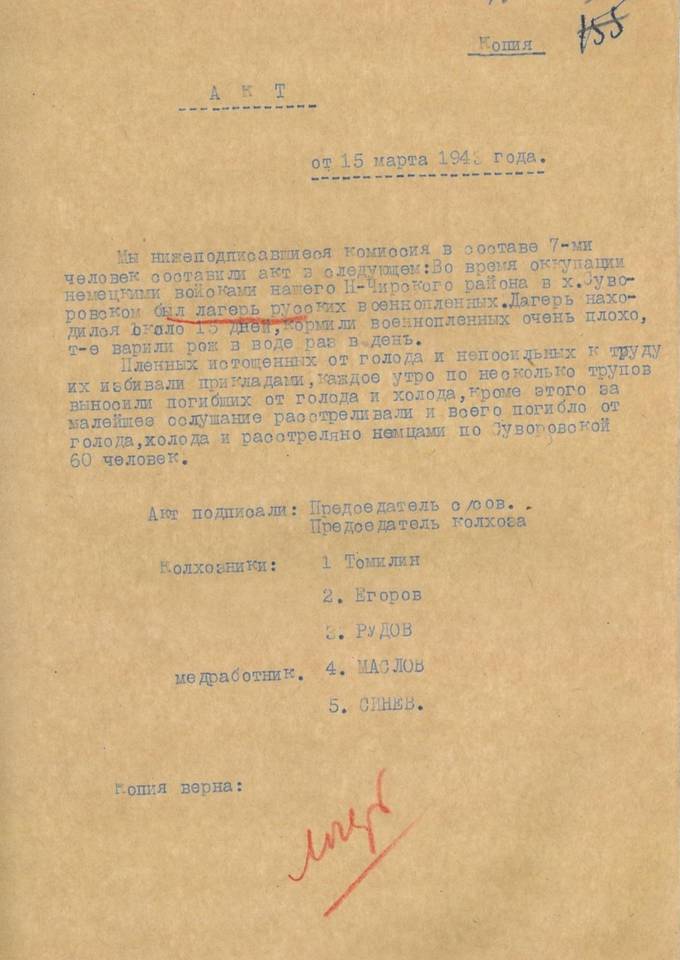 Копия
155
А К Т
от 15 марта 1943 года.
Мы нижеподписавшиеся комиссия в составе 7-ми
человек составили акт в следующем:Во время оккупации
немецкими войсками нашего Н-Чирского района в х.Суво-
ровском был лагерь русских военнопленных.Лагерь нахо-
дился около 15 дней,кормили военнопленных очень плохо,
т-е варили рож в воде раз в день.
Пленных истощенных от голода и непосильных к труду
их избивали прикладами,каждое утро по несколько трупов
выносили погибших от голода и холода,кроме этого за
малейшее ослушание расстреливали и всего погибло от
голода,холода и расстреляно немцами по Суворовской
60 человек.
Акт подписали: Председатель с/сов..
Председатель колхоза
Колхозники: 1 Томилин
2. Егоров
3. РУДОВ
медработник. 4. МАСЛОВ
5. СИНЕВ.
Копия верна:
лагерь